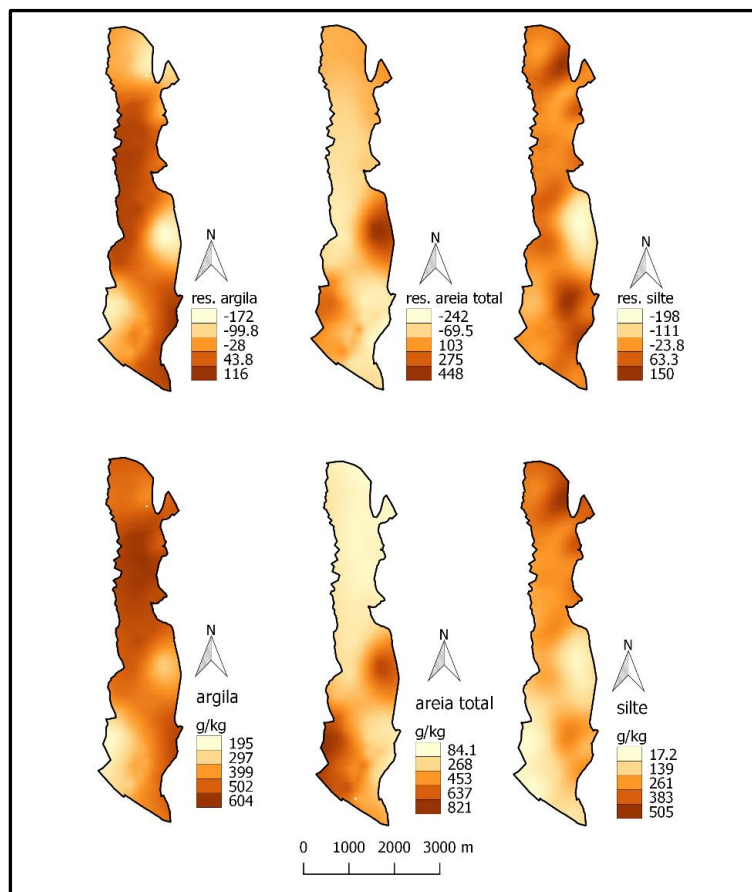 N
res. argila
-172
-99.8
-28
43.8
116
N
res. areia total
-242
-69.5
103
275
448
N
res. silte
-198
-111
-23.8
63.3
150
N
argila
g/kg
195
297
399
502
604
N
areia total
g/kg
84.1
268
453
637
821
N
silte
g/kg
17.2
139
261
383
505
0 1000 2000 3000 m